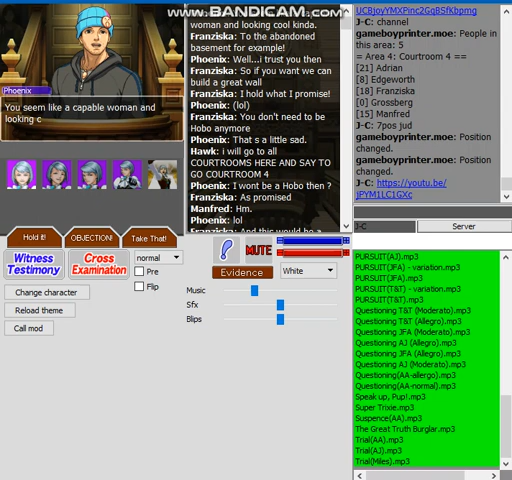 www.BANDICAM.com
woman and looking cool kinda.
Franziska: To the abandoned
basement for example!
Phoenix: Well...i trust you then
Franziska: So if you want we can
build a great wall
Franziska: I hold what I promise!
Phoenix: (lol)
Franziska: You don't need to be
Hobo anymore
Phoenix: That s a little sad.
Hawk: i will go to all
COURTROOMS HERE AND SAY TO
GO COURTROOM 4
Phoenix: I wont be a Hobo then ?
Franziska: As promised
Manfred: Hm.
Phoenix: lol
Franziska: And this would be a
UCBJoyYMXPinc2GqBSfKbpmg
J-C: channel
gameboyprinter.moe: People in
this area: 5
= Area 4: Courtroom 4 ==
[21] Adrian
[8] Edgeworth
[18] Franziska
[0] Grossberg
[15] Manfred
J-C: 7pos jud
gameboyprinter.moe: Position
changed.
gameboyprinter.moe: Position
changed.
J-C: https://youtu.be/
jFYM1LC1GXc
J-C
Server
Phoenix
You seem like a capable woman and
looking c
Hold it!
OBJECTION!
Take That!
Witness
Testimony
Cross
Examination
normal
Pre
Flip
Change character
Reload theme
Call mod
MUTE
Evidence
White
Music
Sfx
Blips
PURSUIT(AJ).mp3
PURSUIT(JFA) - variation.mp3
PURSUIT(JFA).mp3
PURSUIT(T&T) - variation.mp3
PURSUIT(T&T).mp3
Questioning T&T (Moderato).mp3
Questioning T&T (Allegro).mp3
Questioning JFA (Moderato).mp3
Questioning AJ (Allegro).mp3
Questioning JFA (Allegro).mp3
Questioning AJ (Moderato).mp3
Questioning(AA-allergo).mp3
Questioning(AA-normal).mp3
Speak up, Pup!.mp3
Super Trixie.mp3
Suspence(AA).mp3
The Great Truth Burglar.mp3
Trial(AA).mp3
Trial(AJ).mp3
Trial(Miles).mp3